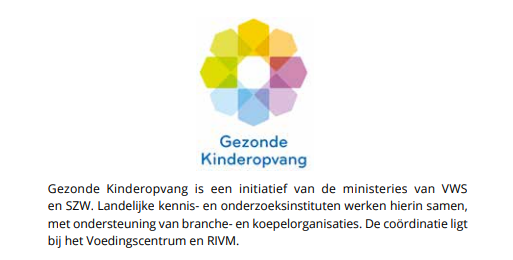 Gezonde
Kinderopvang
Gezonde Kinderopvang is een initiatief van de ministeries van VWS
en SZW. Landelijke kennis- en onderzoeksinstituten werken hierin samen,
met ondersteuning van branche- en koepelorganisaties. De coördinatie ligt
bij het Voedingscentrum en RIVM.